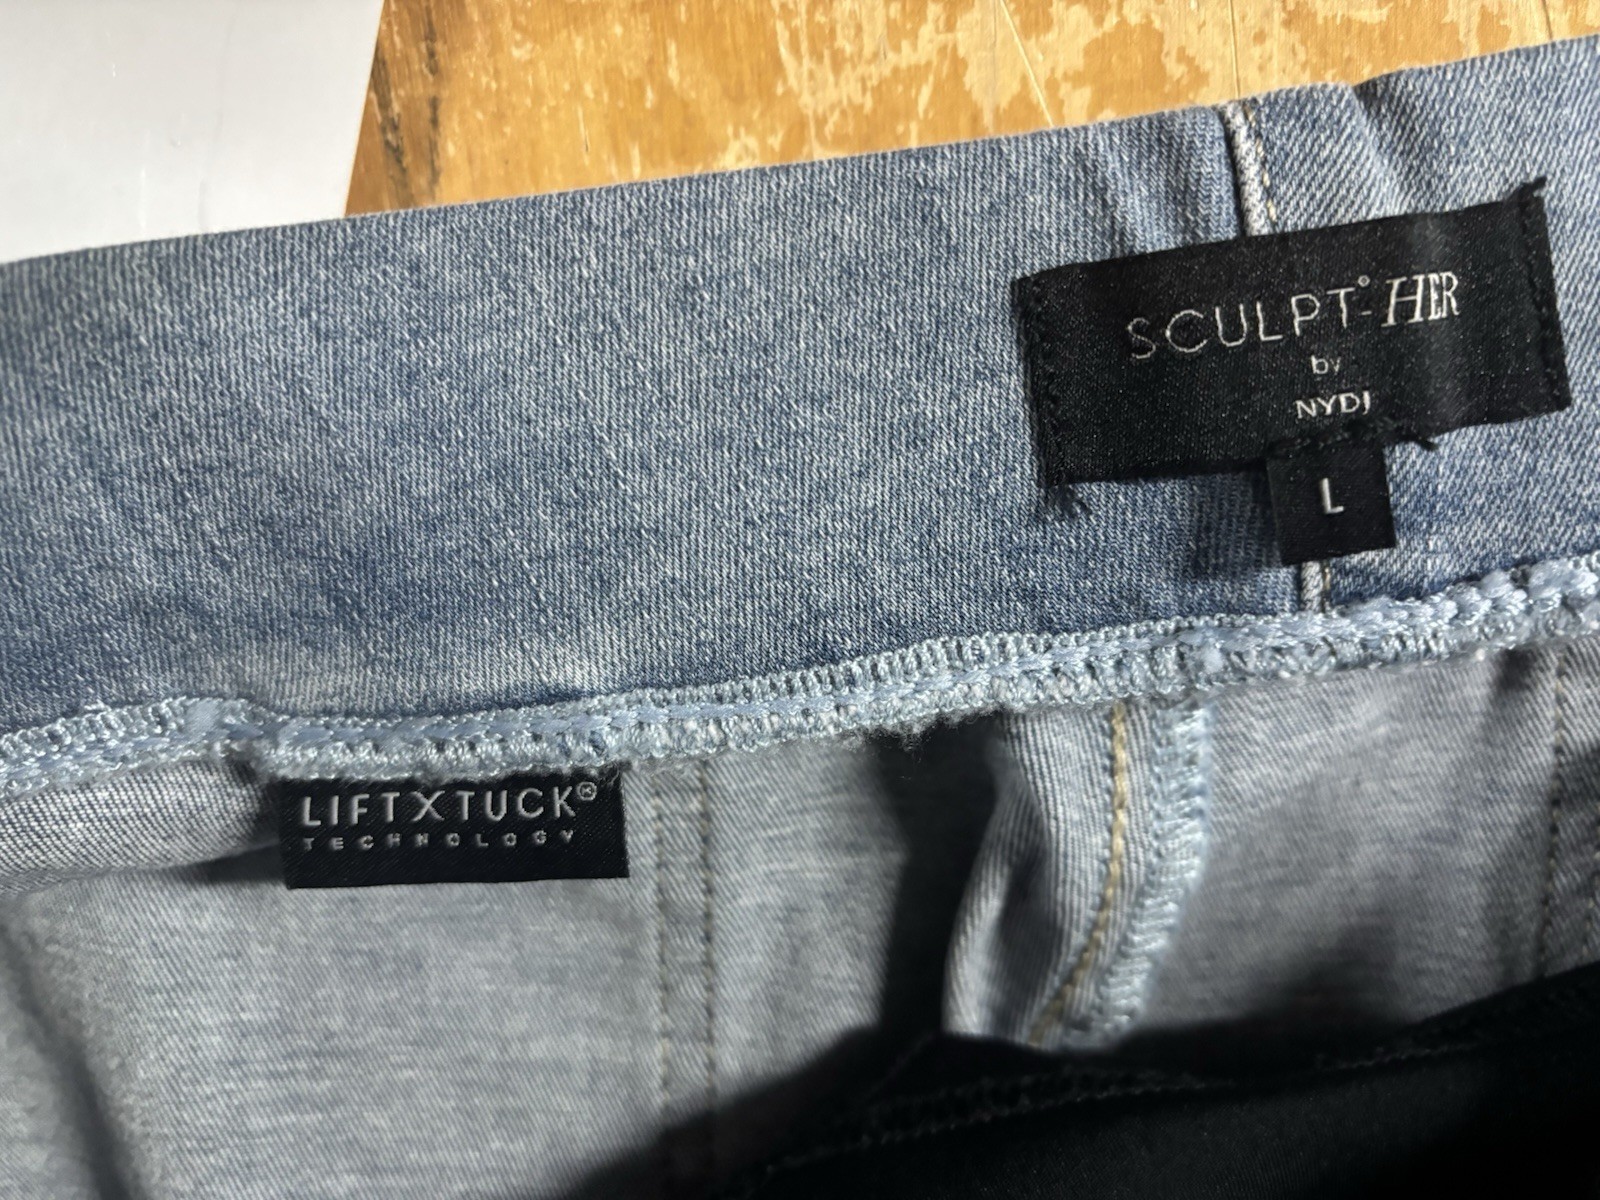 SCULPT-HER
by
NYDJ
L
LIFTXTUCK®
TECHNOLOGY